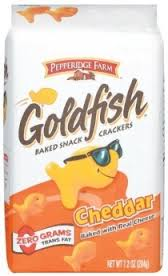 PEPPERIDGE FARM
Goldfish
BAKED SNACK CRACKERS
Cheddar
Baked with Real Cheese
ZERO GRAMS
TRANS FAT
NET WT 7.2 OZ. (204g)